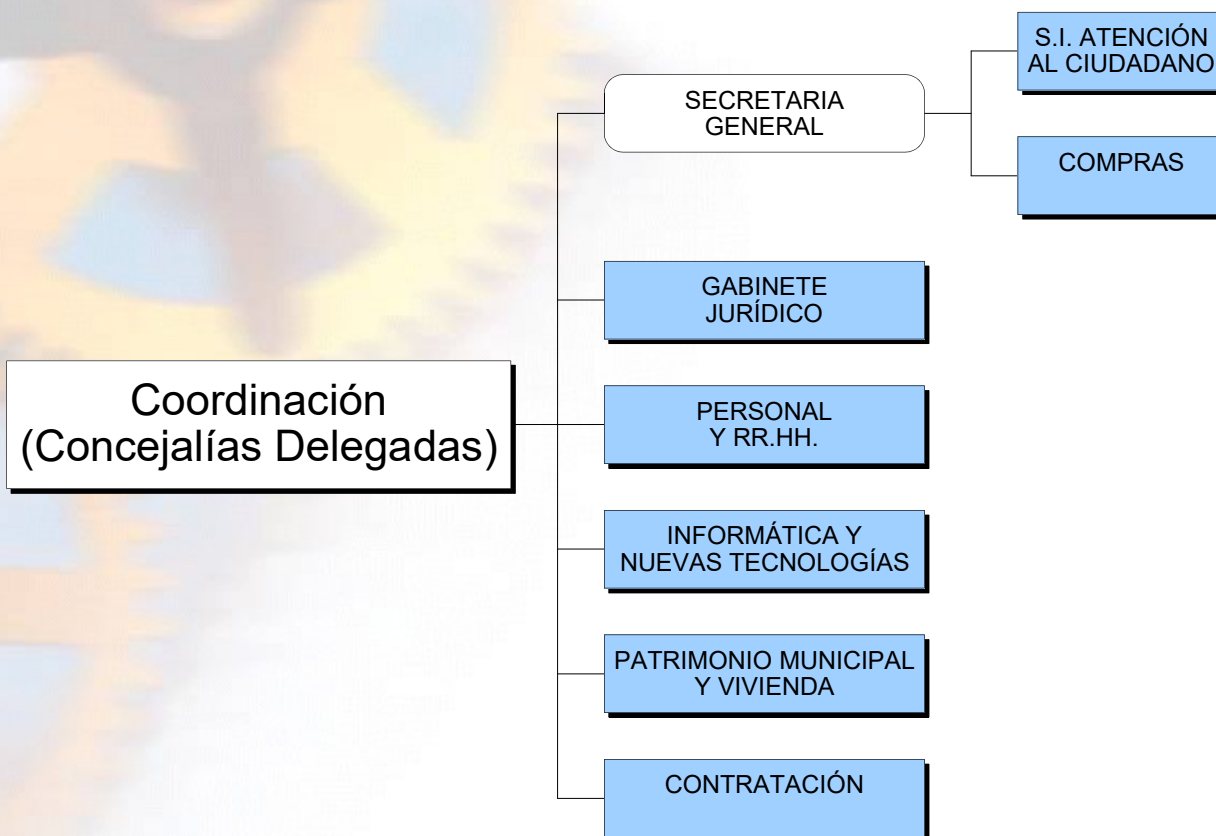 S.I. ATENCIÓN
AL CIUDADANO
SECRETARIA
GENERAL
COMPRAS
GABINETE
JURÍDICO
Coordinación
(Concejalías Delegadas)
PERSONAL
Y RR.HH.
INFORMÁTICA Y
NUEVAS TECNOLOGÍAS
PATRIMONIO MUNICIPAL
Y VIVIENDA
CONTRATACIÓN